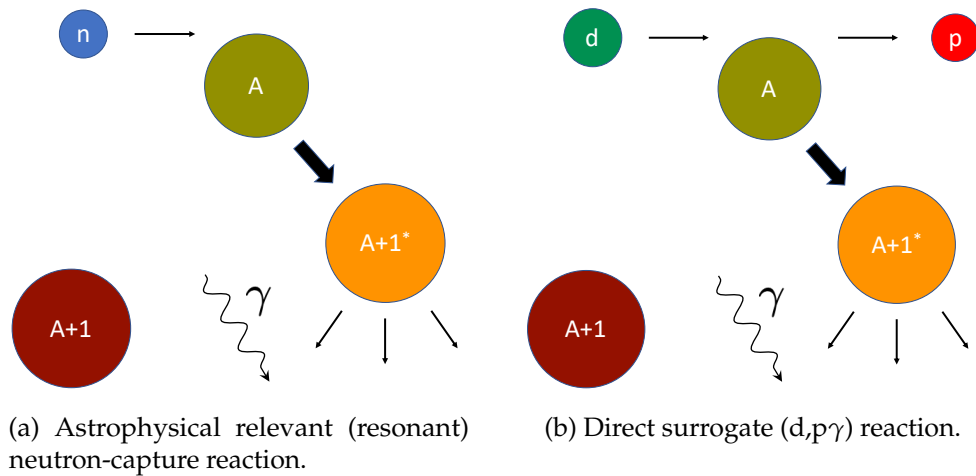 n
A
A+1*
A+1
γ
(a) Astrophysical relevant (resonant)
neutron-capture reaction.
d
p
A
A+1*
A+1
γ
(b) Direct surrogate (d,pγ) reaction.